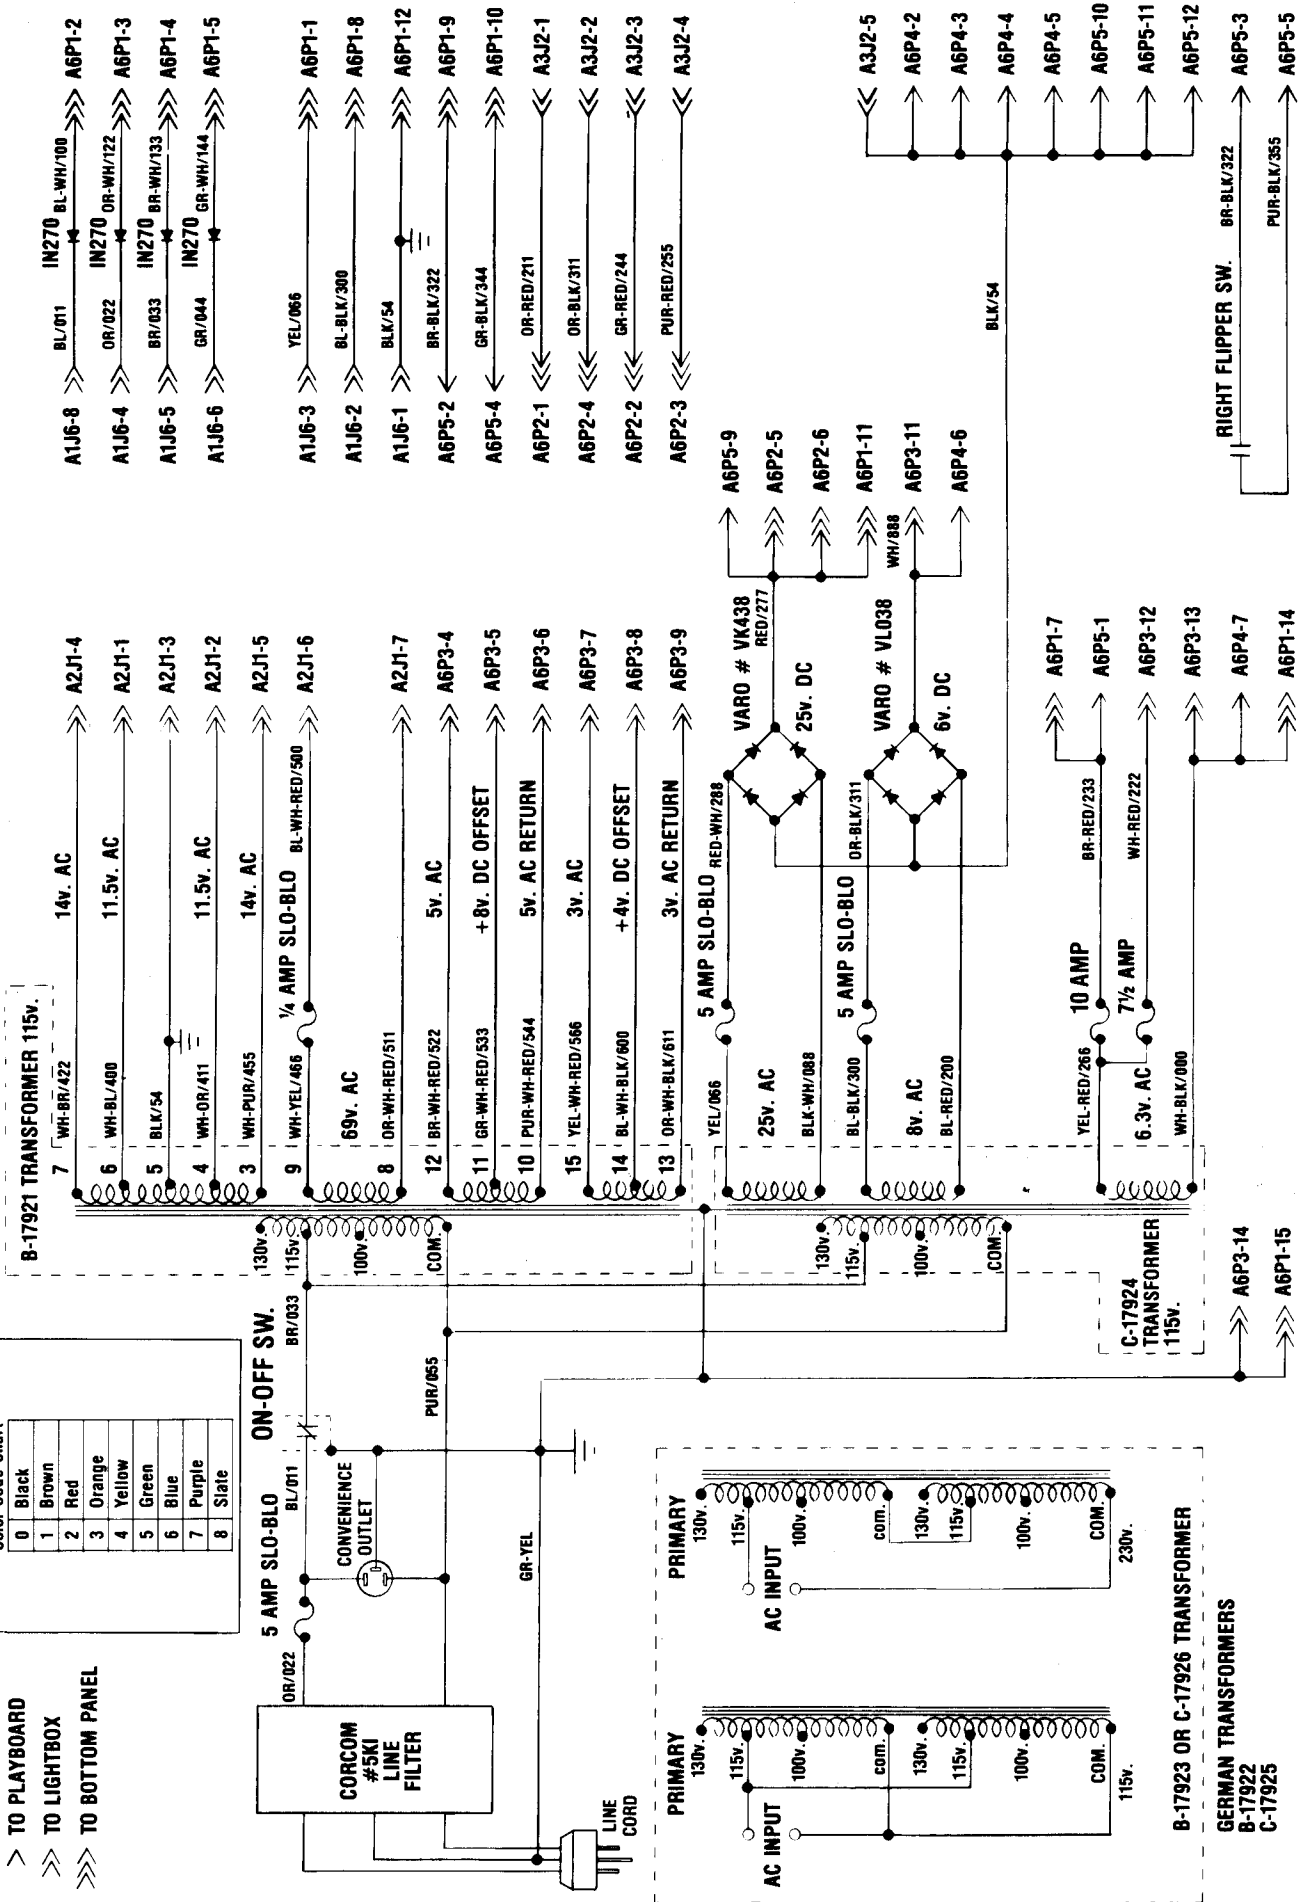 > TO PLAYBOARD
>> TO LIGHTBOX
>>> TO BOTTOM PANEL
0 Black
1 Brown
2 Red
3 Orange
4 Yellow
5 Green
6 Blue
7 Purple
8 Slate
CORCOM
#5KI
LINE
FILTER
LINE
CORD
OR/022
5 AMP SLO-BLO
BL/011
ON-OFF SW.
BR/033
CONVENIENCE
OUTLET
PUR/055
GR-YEL
B-17921 TRANSFORMER 115v.
130v.
115v.
100v.
COM.
7 WH-BR/422 14v. AC A2J1-4
6 WH-BL/400 11.5v. AC A2J1-1
5 BLK/54 A2J1-3
4 WH-OR/411 11.5v. AC A2J1-2
3 WH-PUR/455 14v. AC A2J1-5
9 WH-YEL/466 ¼ AMP SLO-BLO BL-WH-RED/500 A2J1-6
69v. AC
8 OR-WH-RED/511 A2J1-7
12 BR-WH-RED/522 5v. AC A6P3-4
11 GR-WH-RED/533 +8v. DC OFFSET A6P3-5
10 PUR-WH-RED/544 5v. AC RETURN A6P3-6
15 YEL-WH-RED/566 3v. AC A6P3-7
14 BL-WH-BLK/600 +4v. DC OFFSET A6P3-8
13 OR-WH-BLK/611 3v. AC RETURN A6P3-9
C-17924
TRANSFORMER
115v.
130v.
115v.
100v.
COM.
YEL/066 5 AMP SLO-BLO RED-WH/288
25v. AC
BLK-WH/088
VARO # VK438
25v. DC
RED/277
A6P5-9
A6P2-5
A6P2-6
A6P1-11
BL-BLK/300 5 AMP SLO-BLO OR-BLK/311
8v. AC
BL-RED/200
VARO # VL038
6v. DC
WH/888
A6P3-11
A6P4-6
YEL-RED/266 10 AMP BR-RED/233
A6P1-7
A6P5-1
7½ AMP WH-RED/222 A6P3-12
6.3v. AC
WH-BLK/000
A6P3-13
A6P4-7
A6P1-14
A6P3-14
A6P1-15
A1J6-8 BL/011 IN270 BL-WH/100 A6P1-2
A1J6-4 OR/022 IN270 OR-WH/122 A6P1-3
A1J6-5 BR/033 IN270 BR-WH/133 A6P1-4
A1J6-6 GR/044 IN270 GR-WH/144 A6P1-5
A1J6-3 YEL/066 A6P1-1
A1J6-2 BL-BLK/300 A6P1-8
A1J6-1 BLK/54 A6P1-12
A6P5-2 BR-BLK/322 A6P1-9
A6P5-4 GR-BLK/344 A6P1-10
A6P2-1 OR-RED/211 A3J2-1
A6P2-4 OR-BLK/311 A3J2-2
A6P2-2 GR-RED/244 A3J2-3
A6P2-3 PUR-RED/255 A3J2-4
BLK/54
A3J2-5
A6P4-2
A6P4-3
A6P4-4
A6P4-5
A6P5-10
A6P5-11
A6P5-12
RIGHT FLIPPER SW.
BR-BLK/322 A6P5-3
PUR-BLK/355 A6P5-5
PRIMARY
130v.
115v.
100v.
com.
130v.
115v.
100v.
COM.
AC INPUT
115v.
PRIMARY
130v.
115v.
100v.
com.
130v.
115v.
100v.
COM.
AC INPUT
230v.
B-17923 OR C-17926 TRANSFORMER
GERMAN TRANSFORMERS
B-17922
C-17925